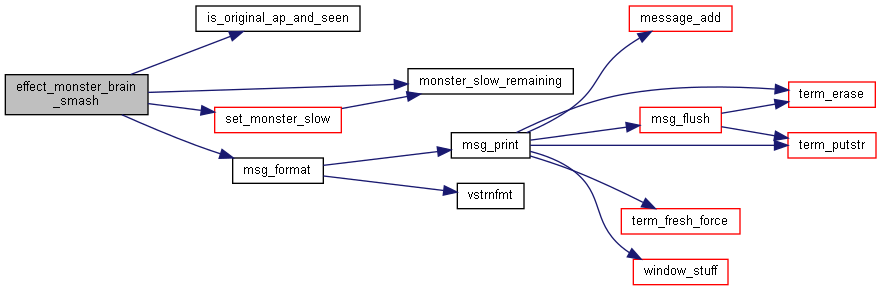 is_original_ap_and_seen
message_add
effect_monster_brain
_smash
monster_slow_remaining
term_erase
set_monster_slow
msg_flush
msg_print
term_putstr
msg_format
vstrnfmt
term_fresh_force
window_stuff